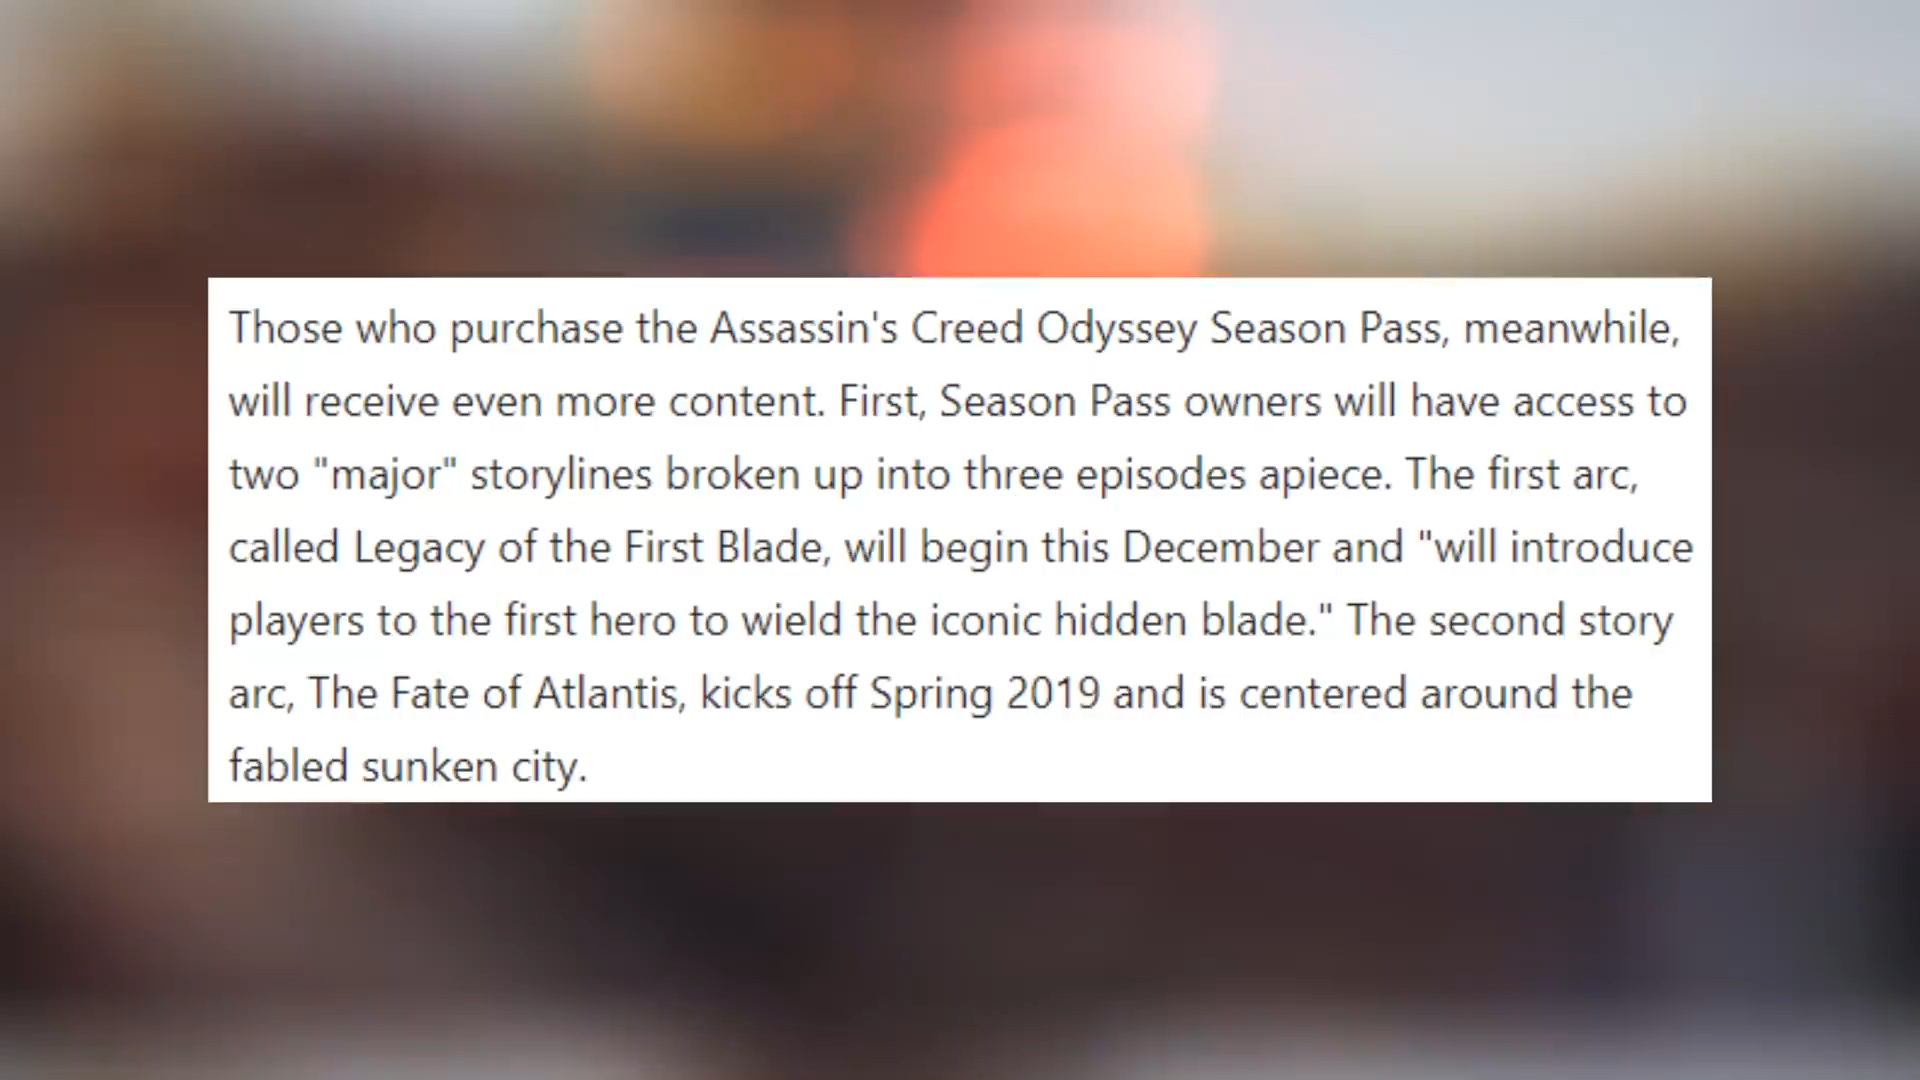 Those who purchase the Assassin's Creed Odyssey Season Pass, meanwhile,
will receive even more content. First, Season Pass owners will have access to
two "major" storylines broken up into three episodes apiece. The first arc,
called Legacy of the First Blade, will begin this December and "will introduce
players to the first hero to wield the iconic hidden blade." The second story
arc, The Fate of Atlantis, kicks off Spring 2019 and is centered around the
fabled sunken city.